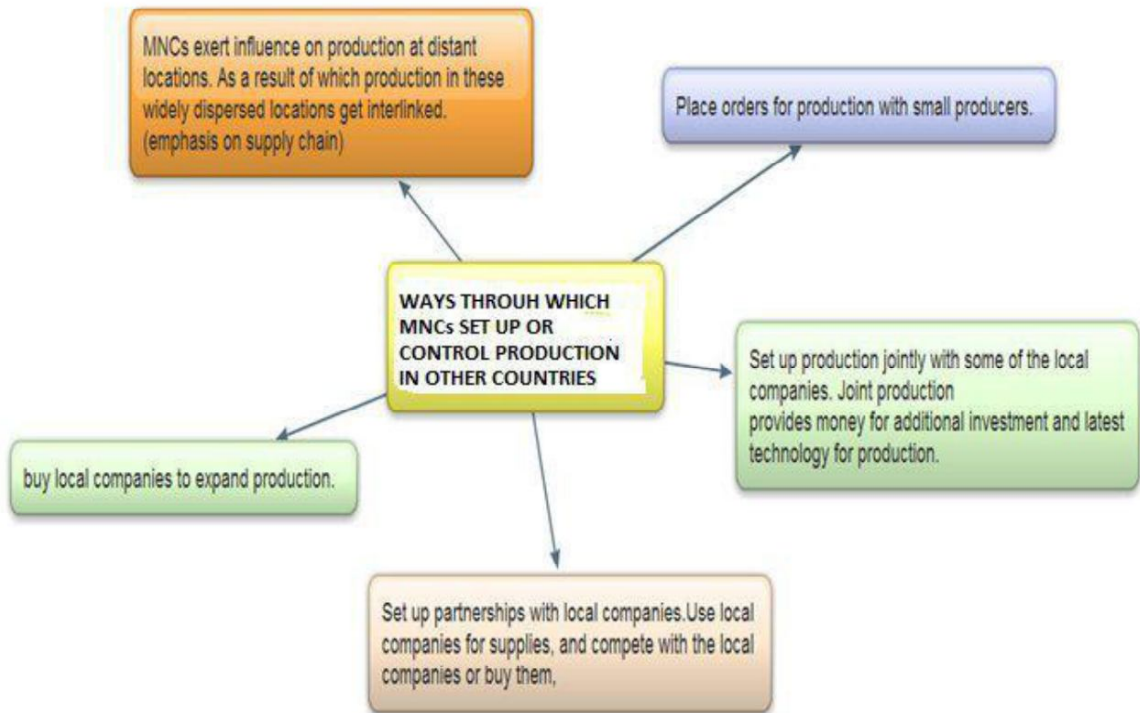 MNCs exert influence on production at distant
locations. As a result of which production in these
widely dispersed locations get interlinked.
(emphasis on supply chain)
Place orders for production with small producers.
WAYS THROUH WHICH
MNCs SET UP OR
CONTROL PRODUCTION
IN OTHER COUNTRIES
Set up production jointly with some of the local
companies. Joint production
provides money for additional investment and latest
technology for production.
buy local companies to expand production.
Set up partnerships with local companies.Use local
companies for supplies, and compete with the local
companies or buy them,